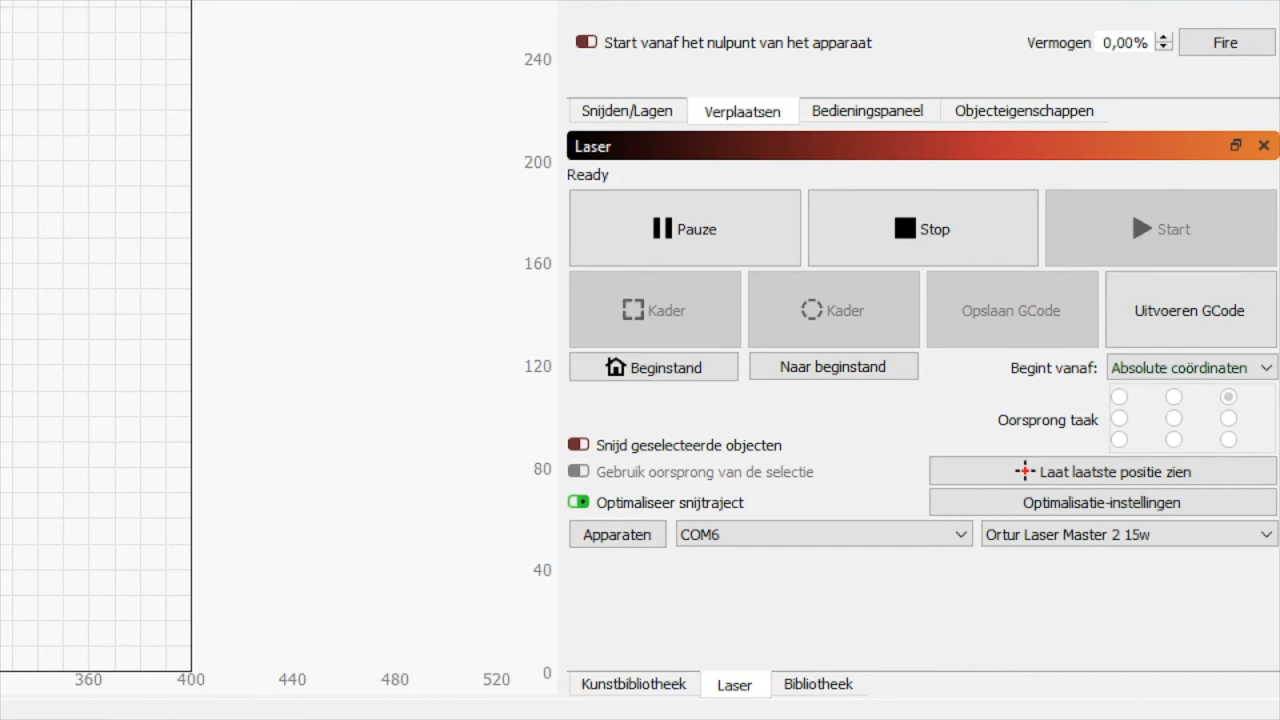 Start vanaf het nulpunt van het apparaat Vermogen 0,00% Fire
240
Snijden/Lagen Verplaatsen Bedieningspaneel Objecteigenschappen
Laser
200
Ready
Pauze Stop Start
160
Kader Kader Opslaan GCode Uitvoeren GCode
120
Beginstand Naar beginstand Begint vanaf: Absolute coördinaten
Oorsprong taak
Snijd geselecteerde objecten
80
Gebruik oorsprong van de selectie Laat laatste positie zien
Optimaliseer snijtraject Optimalisatie-instellingen
Apparaten COM6 Ortur Laser Master 2 15w
40
0
360 400 440 480 520
Kunstbibliotheek Laser Bibliotheek